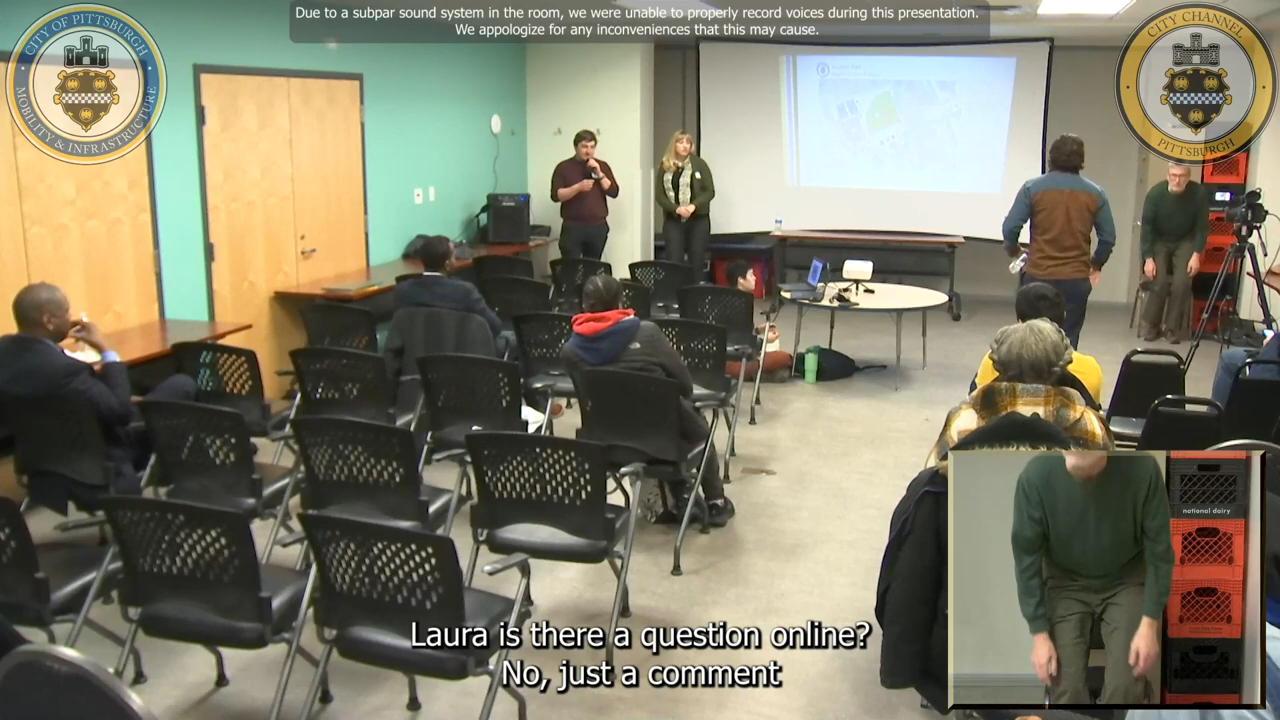 Due to a subpar sound system in the room, we were unable to properly record voices during this presentation.
We appologize for any inconveniences that this may cause.
CITY OF PITTSBURGH
MOBILITY & INFRASTRUCTURE
CITY CHANNEL
PITTSBURGH
national dairy
Laura is there a question online?
No, just a comment